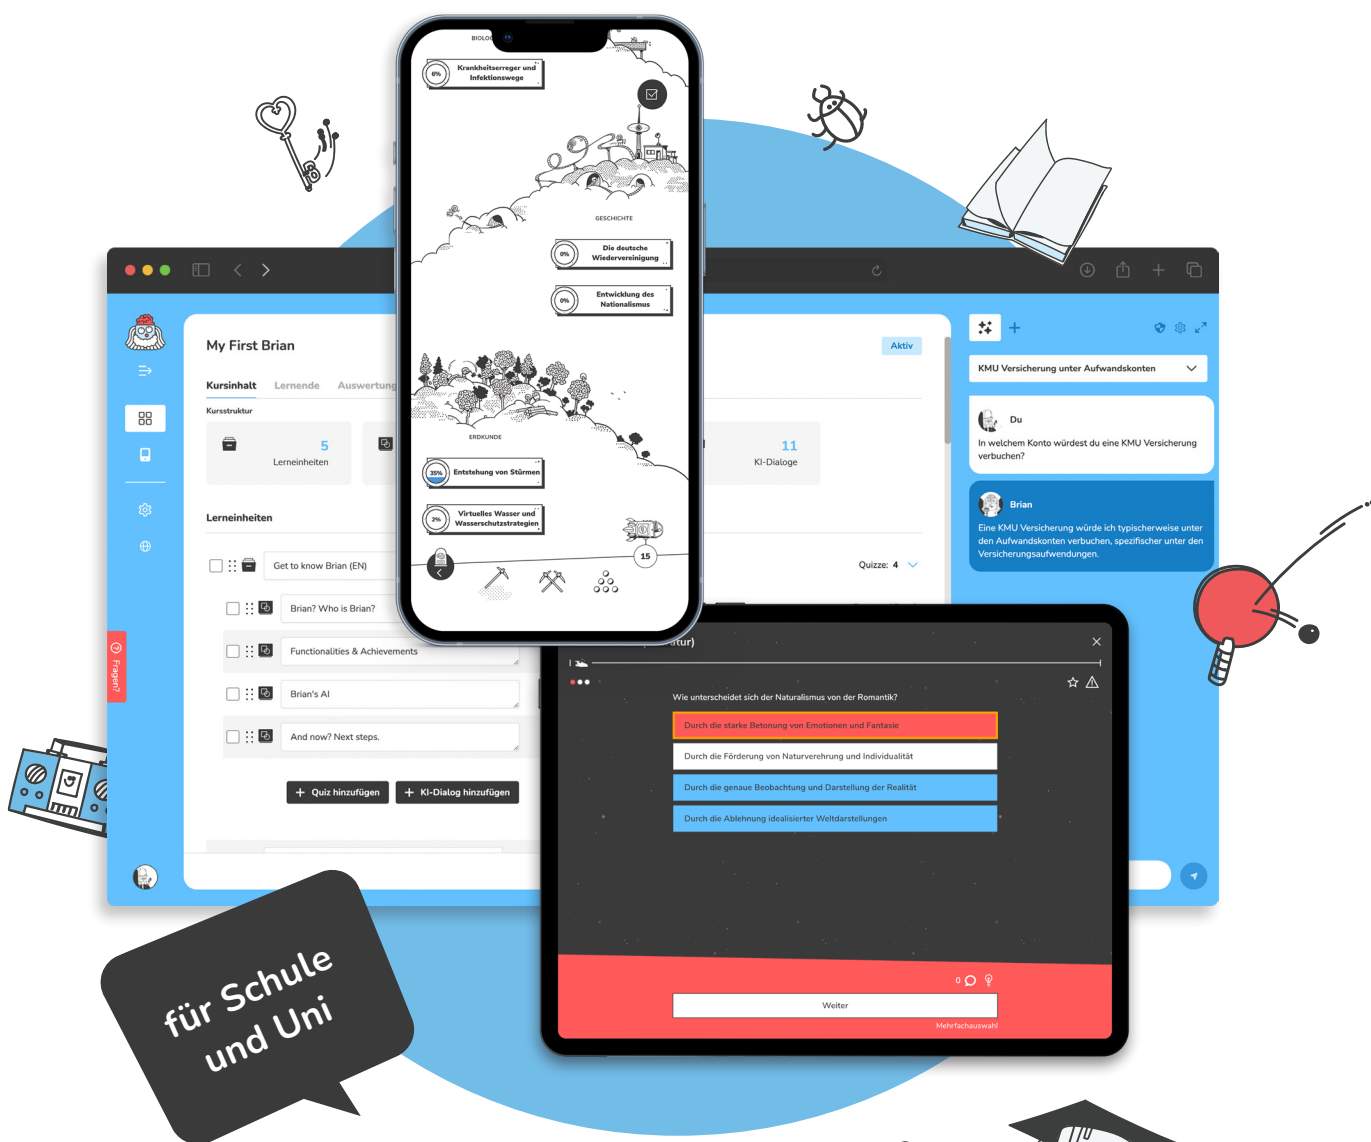 BIOLO
6%
Krankheitserreger und
Infektionswege
GESCHICHTE
0%
Die deutsche
Wiedervereinigung
0%
Entwicklung des
Nationalismus
ERDKUNDE
35%
Entstehung von Stürmen
2%
Virtuelles Wasser und
Wasserschutzstrategien
15
My First Brian
Aktiv
Kursinhalt Lernende Auswertung
Kursstruktur
5
Lerneinheiten
11
KI-Dialoge
Lerneinheiten
Get to know Brian (EN)
Quizze: 4
Brian? Who is Brian?
Functionalities & Achievements
Brian's AI
And now? Next steps.
+ Quiz hinzufügen
+ KI-Dialog hinzufügen
Fragen?
KMU Versicherung unter Aufwandskonten
Du
In welchem Konto würdest du eine KMU Versicherung
verbuchen?
Brian
Eine KMU Versicherung würde ich typischerweise unter
den Aufwandskonten verbuchen, spezifischer unter den
Versicherungsaufwendungen.
tur)
Wie unterscheidet sich der Naturalismus von der Romantik?
Durch die starke Betonung von Emotionen und Fantasie
Durch die Förderung von Naturverehrung und Individualität
Durch die genaue Beobachtung und Darstellung der Realität
Durch die Ablehnung idealisierter Weltdarstellungen
0
Weiter
Mehrfachauswahl
für Schule
und Uni